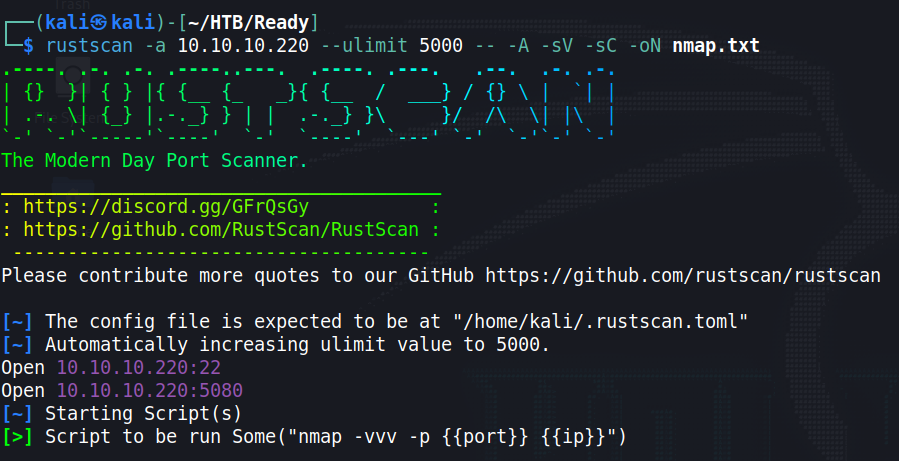 Trash
(kali㉿kali)-[~/HTB/Ready]
$ rustscan -a 10.10.10.220 --ulimit 5000 -- -A -sV -sC -oN nmap.txt
.----. .-. .-. .----..---.  .----. .---.   .--.  .-. .-.
| {}  }| { } |{ {__ {_   _}{ {__  /  ___} / {} \ |  `| |
| .-. \| {_} |.-._} } | |  .-._} }\     }/  /\  \| |\  |
`-' `-'`-----'`----'  `-'  `----'  `---' `-'  `-'`-' `-'
The Modern Day Port Scanner.
________________________________________
: https://discord.gg/GFrQsGy           :
: https://github.com/RustScan/RustScan :
 --------------------------------------
Please contribute more quotes to our GitHub https://github.com/rustscan/rustscan
[~] The config file is expected to be at "/home/kali/.rustscan.toml"
[~] Automatically increasing ulimit value to 5000.
Open 10.10.10.220:22
Open 10.10.10.220:5080
[~] Starting Script(s)
[>] Script to be run Some("nmap -vvv -p {{port}} {{ip}}")